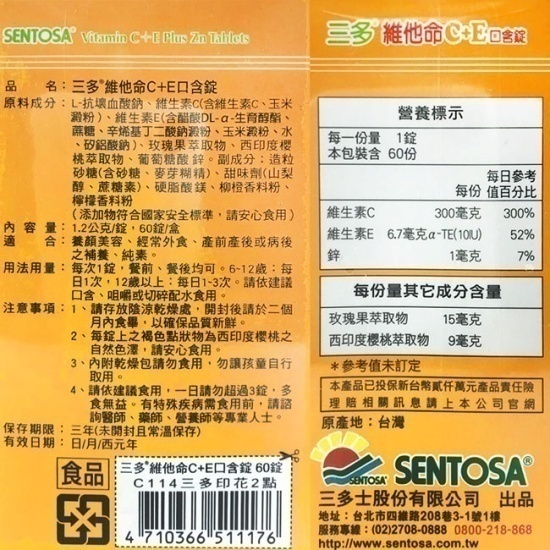 SENTOSA® Vitamin C+E Plus Zn Tablets
品名：三多®維他命C+E口含錠
原料成分：L-抗壞血酸鈉、維生素C(含維生素C、玉米
澱粉)、維生素E(含醋酸DL-α-生育醇酯、
蔗糖、辛烯基丁二酸鈉澱粉、玉米澱粉、水
、矽鋁酸鈉)、玫瑰果萃取物、西印度櫻
桃萃取物、葡萄糖酸鋅。副成分：造粒
砂糖(含砂糖、麥芽糊精)、甜味劑(山梨
醇、蔗糖素)、硬脂酸鎂、柳橙香料粉、
檸檬香料粉
(添加物符合國家安全標準，請安心食用)
內容量：1.2公克/錠，60錠/盒
適合：養顏美容、經常外食、產前產後或病後
之補養、純素。
用法用量：每次1錠，餐前、餐後均可。6-12歲：每
日1次，12歲以上：每日1-3次。請依建議
口含、咀嚼或切碎配水食用。
注意事項：1、請存放陰涼乾燥處，開封後請於二個
月內食畢，以確保品質新鮮。
2、每錠上之褐色點狀物為西印度櫻桃之
自然色澤，請安心食用。
3、內附乾燥包請勿食用，勿讓孩童自行
取用。
4、請依建議食用，一日請勿超過3錠，多
食無益。有特殊疾病需食用前，請諮
詢醫師、藥師、營養師等專業人士。
保存期限：三年(未開封且常溫保存)
有效日期：日/月/西元年
食品
三多®維他命C+E口含錠 60錠
C114三多印花2點
4 710366 511176
三多®維他命C+E口含錠
營養標示
每一份量 1錠
本包裝含 60份
每份 每日參考值百分比
維生素C 300毫克 300%
維生素E 6.7毫克α-TE(10IU) 52%
鋅 1毫克 7%
每份量其它成分含量
玫瑰果萃取物 15毫克
西印度櫻桃萃取物 9毫克
＊參考值未訂定
本產品已投保新台幣貳仟萬元產品責任險
理賠相關訊息請上本公司官網
原產地：台灣
SENTOSA SENTOSA®
三多士股份有限公司 出品
地址：台北市四維路208巷3-1號1樓
服務專線：(02)2708-0888 0800-218-568
http://www.sentosa.com.tw